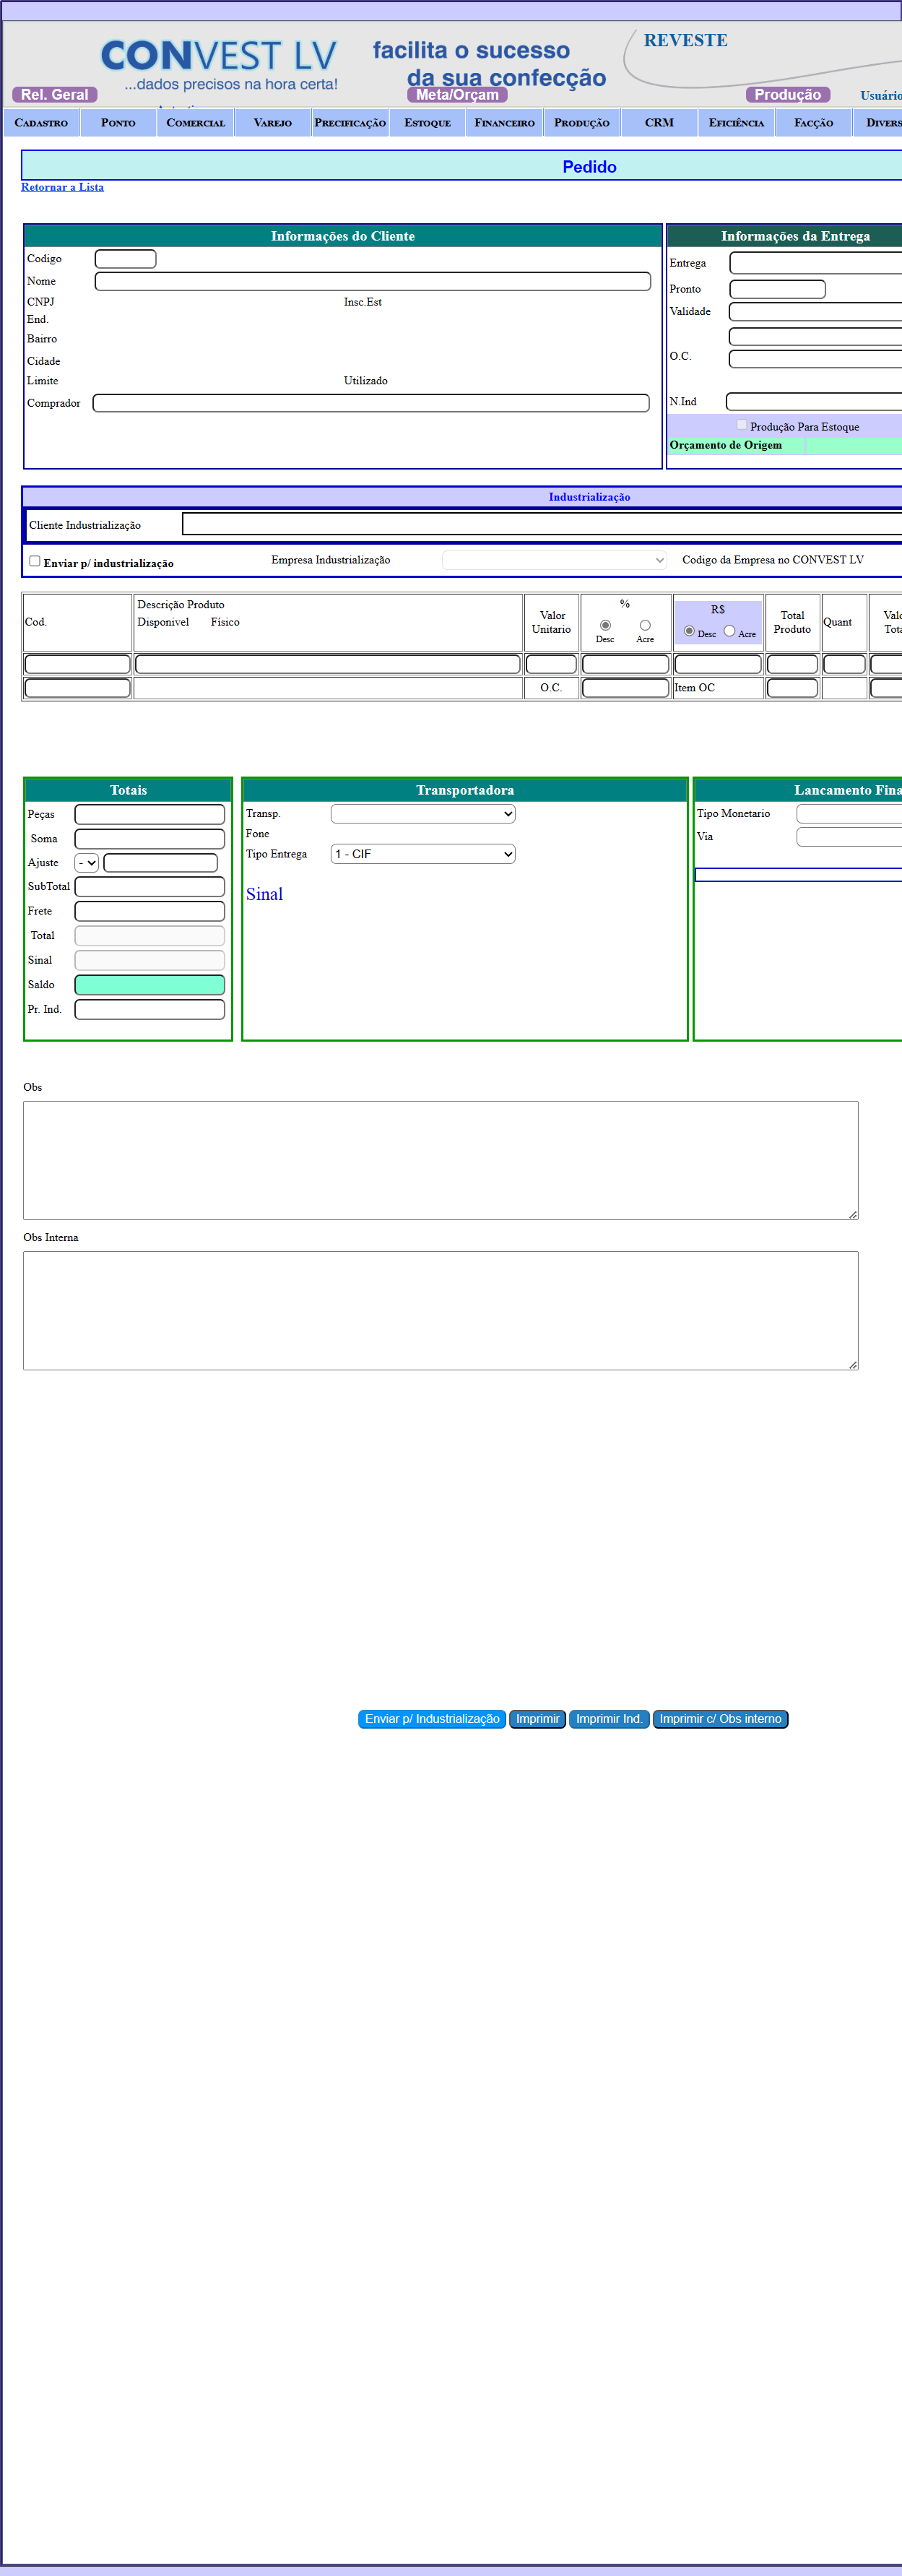 CONVEST LV
...dados precisos na hora certa!
facilita o sucesso
da sua confecção
REVESTE
Rel. Geral
Meta/Orçam
Produção
Usuário
CADASTRO PONTO COMERCIAL VAREJO PRECIFICAÇÃO ESTOQUE FINANCEIRO PRODUÇÃO CRM EFICIÊNCIA FACÇÃO DIVERS
Pedido
Retornar a Lista
Informações do Cliente
Codigo
Nome
CNPJ Insc.Est
End.
Bairro
Cidade
Limite Utilizado
Comprador
Informações da Entrega
Entrega
Pronto
Validade
O.C.
N.Ind
Produção Para Estoque
Orçamento de Origem
Industrialização
Cliente Industrialização
Enviar p/ industrialização Empresa Industrialização Codigo da Empresa no CONVEST LV
Cod.
Descrição Produto
Disponivel Físico
Valor
Unitario
%
Desc Acre
R$
Desc Acre
Total
Produto
Quant
Valo
Tota
O.C. Item OC
Totais
Peças
Soma
Ajuste -
SubTotal
Frete
Total
Sinal
Saldo
Pr. Ind.
Transportadora
Transp.
Fone
Tipo Entrega 1 - CIF
Sinal
Lancamento Fina
Tipo Monetario
Via
Obs
Obs Interna
Enviar p/ Industrialização Imprimir Imprimir Ind. Imprimir c/ Obs interno